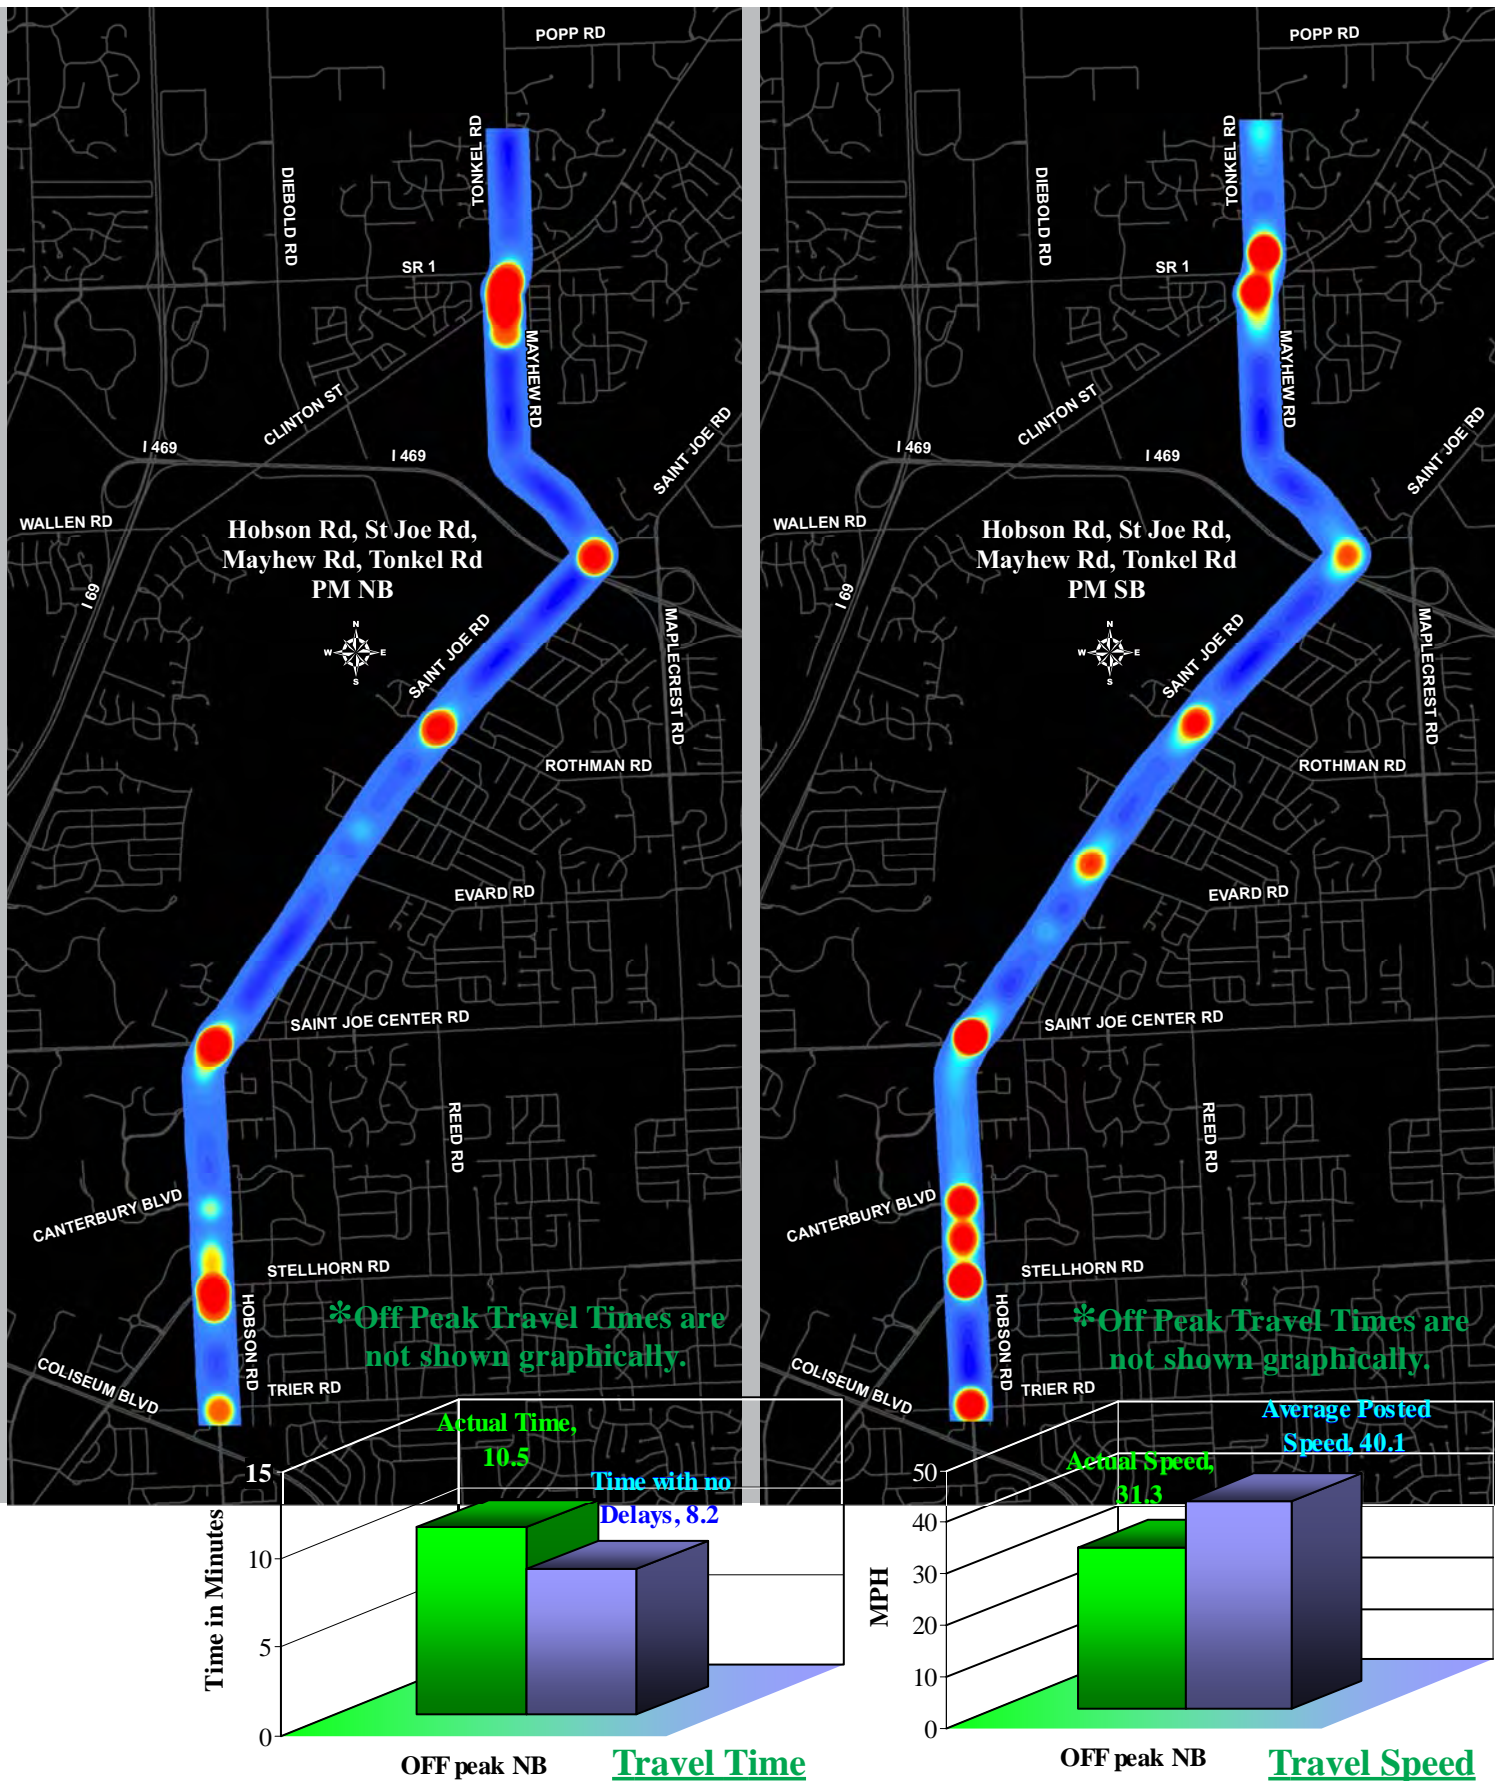 POPP RD
TONKEL RD
DIEBOLD RD
SR 1
MAYHEW RD
CLINTON ST
SAINT JOE RD
I 469
I 469
WALLEN RD
Hobson Rd, St Joe Rd,
Mayhew Rd, Tonkel Rd
PM NB
I 69
N
W E
S
SAINT JOE RD
MAPLECREST RD
ROTHMAN RD
EVARD RD
SAINT JOE CENTER RD
REED RD
CANTERBURY BLVD
STELLHORN RD
HOBSON RD
*Off Peak Travel Times are
not shown graphically.
COLISEUM BLVD
TRIER RD
POPP RD
TONKEL RD
DIEBOLD RD
SR 1
MAYHEW RD
CLINTON ST
SAINT JOE RD
I 469
I 469
WALLEN RD
Hobson Rd, St Joe Rd,
Mayhew Rd, Tonkel Rd
PM SB
I 69
N
W E
S
SAINT JOE RD
MAPLECREST RD
ROTHMAN RD
EVARD RD
SAINT JOE CENTER RD
REED RD
CANTERBURY BLVD
STELLHORN RD
HOBSON RD
*Off Peak Travel Times are
not shown graphically.
COLISEUM BLVD
TRIER RD
Actual Time,
10.5
Time with no
Delays, 8.2
15
10
5
0
Time in Minutes
OFF peak NB
Travel Time
Average Posted
Speed, 40.1
Actual Speed,
31.3
50
40
30
20
10
0
MPH
OFF peak NB
Travel Speed